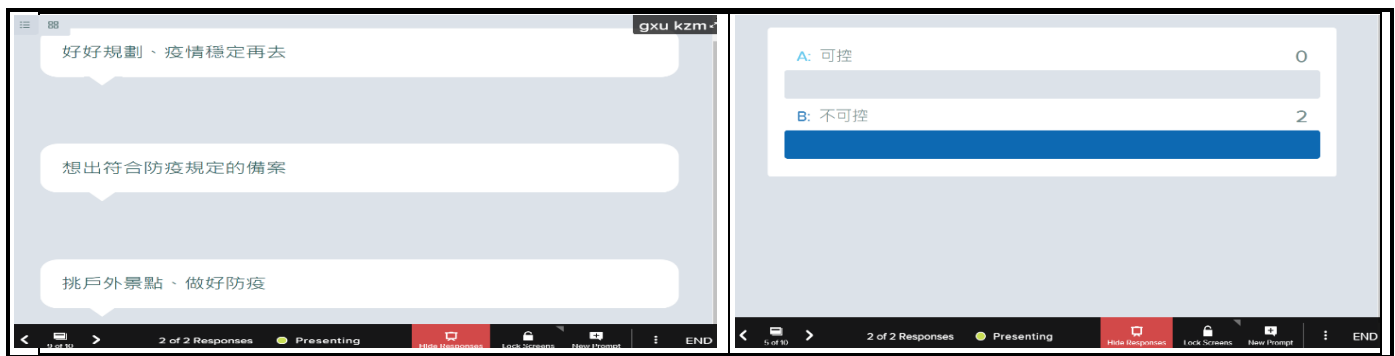 88
gxu kzm
好好規劃、疫情穩定再去
想出符合防疫規定的備案
挑戶外景點、做好防疫
9 of 10
2 of 2 Responses
Presenting
Hide Responses
Lock Screens
New Prompt
END
A: 可控
0
B: 不可控
2
5 of 10
2 of 2 Responses
Presenting
Hide Responses
Lock Screens
New Prompt
END